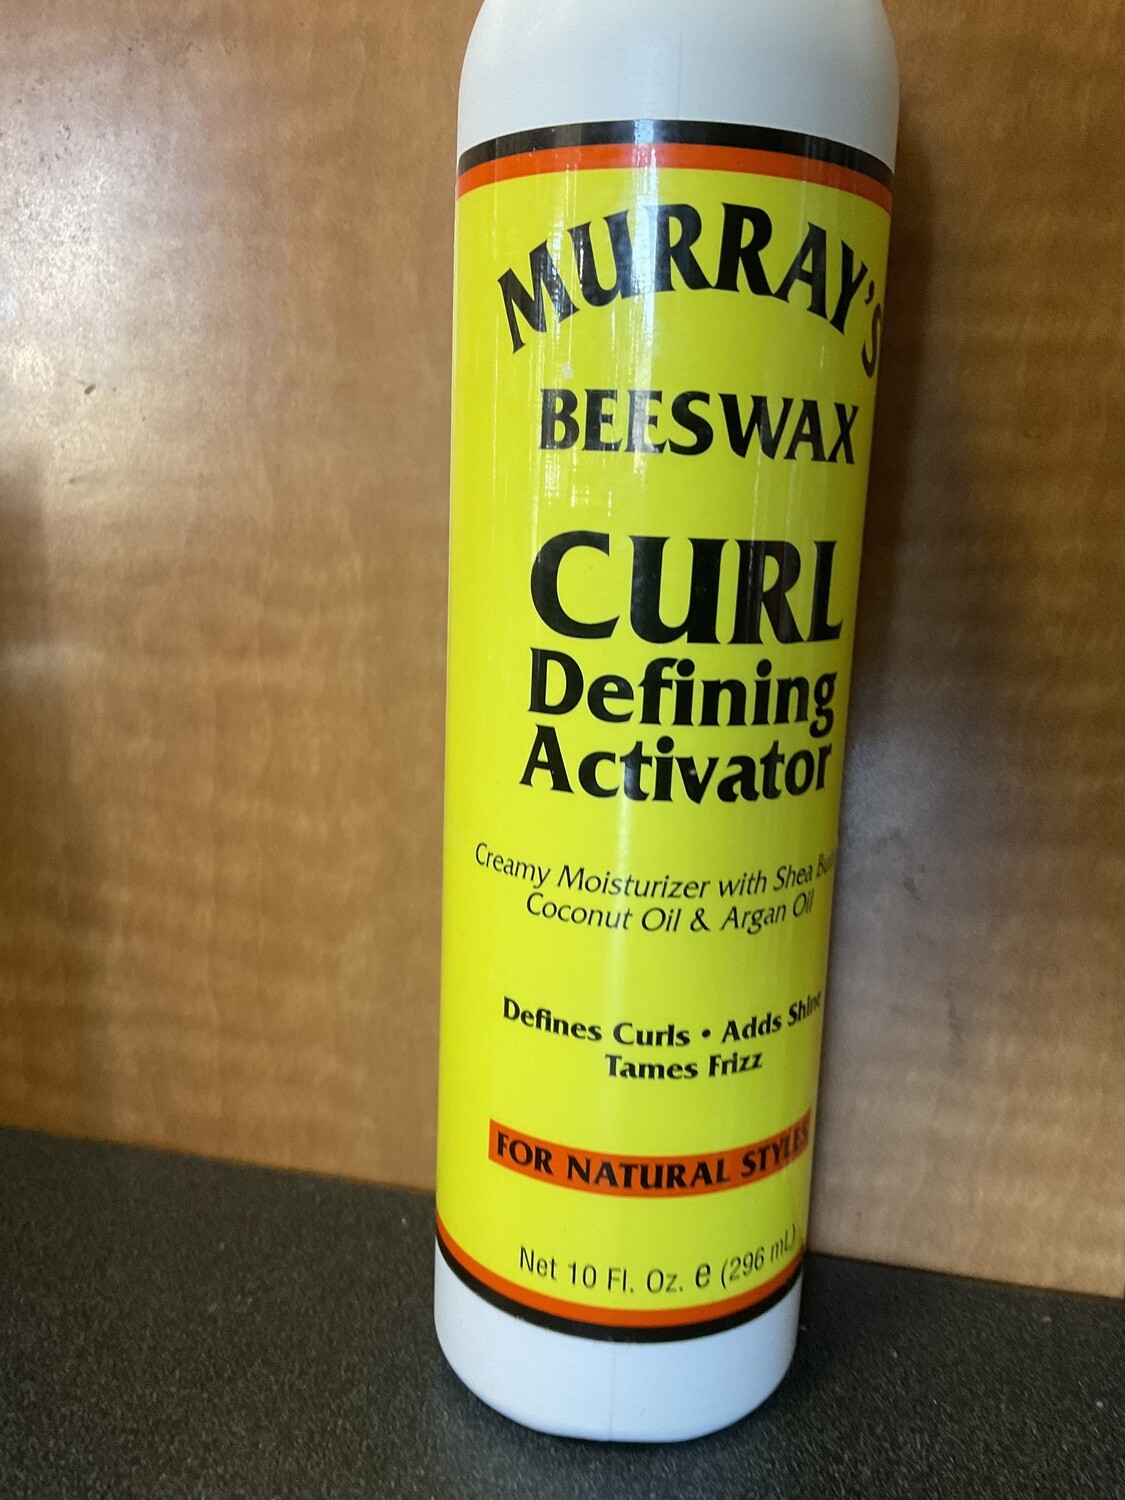 MURRAY'S
BEESWAX
CURL
Defining
Activator
Creamy Moisturizer with Shea
Coconut Oil & Argan Oil
Defines Curls • Adds Shine
Tames Frizz
FOR NATURAL STYLES
Net 10 Fl. Oz. e (296 mL)